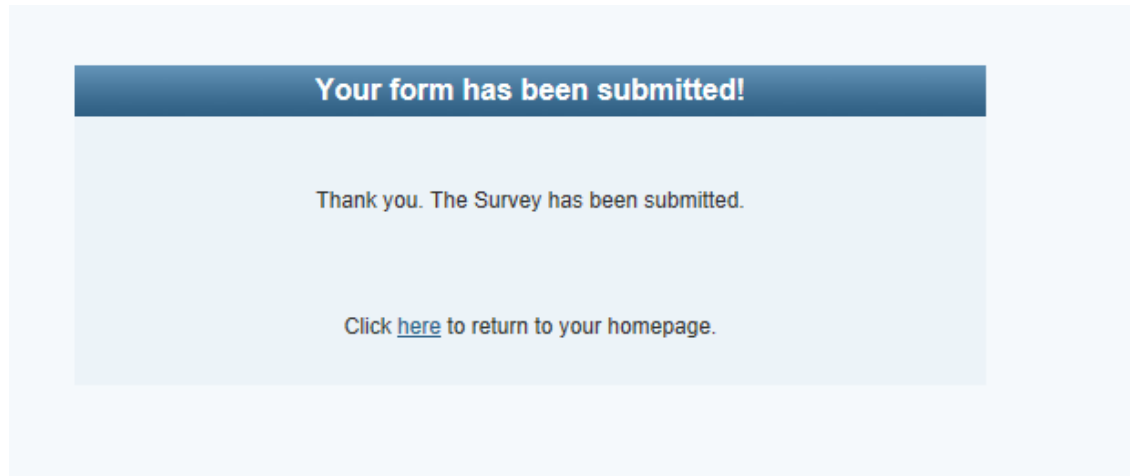 Your form has been submitted!
Thank you. The Survey has been submitted.
Click here to return to your homepage.